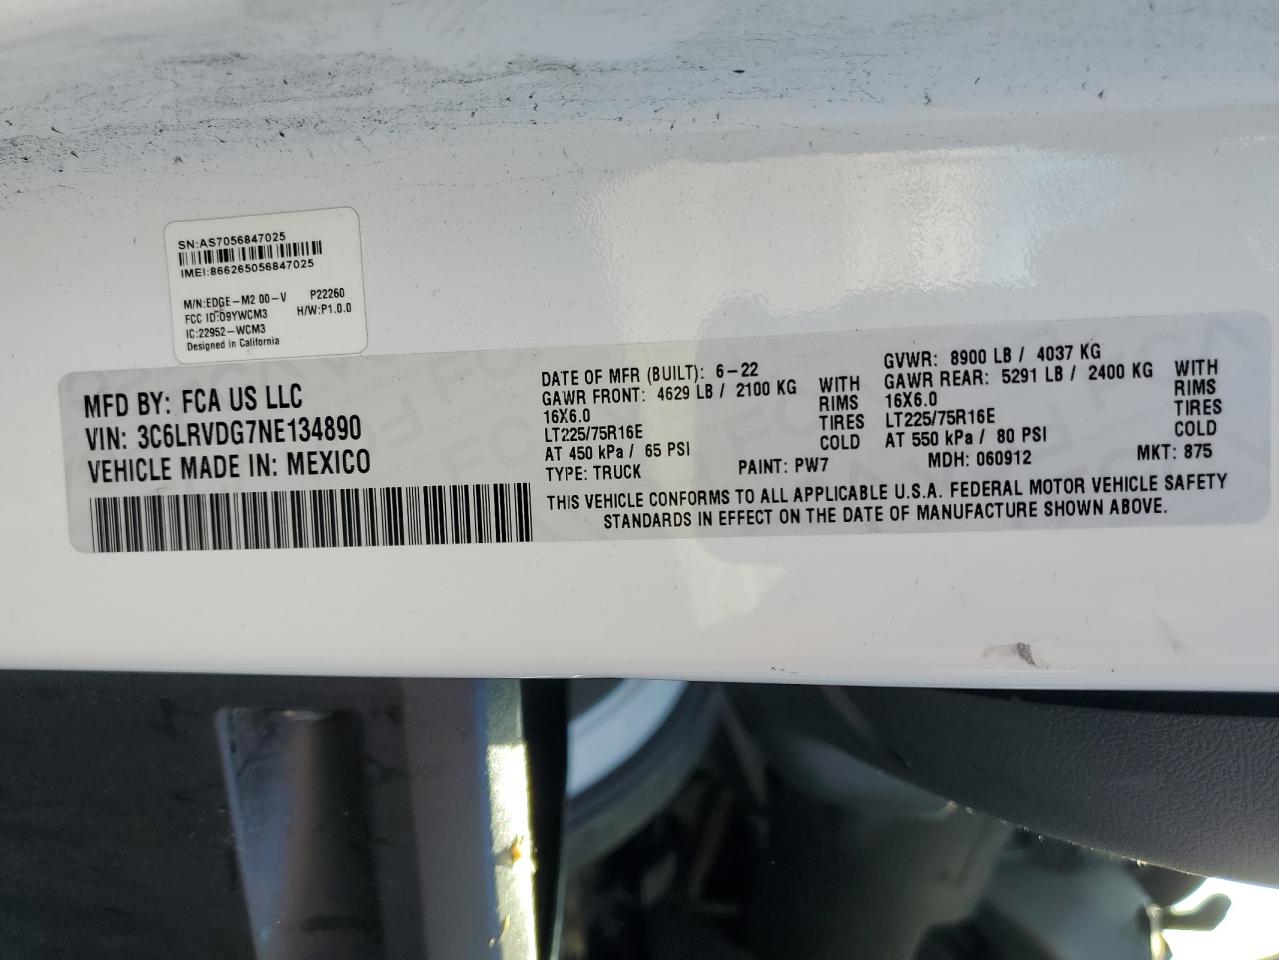 SN:AS7056847025
IMEI:866265056847025
M/N:EDGE-M2 00-V P22260
FCC ID:O9YWCM3 H/W:P1.0.0
IC:22952-WCM3
Designed in California
MFD BY: FCA US LLC
VIN: 3C6LRVDG7NE134890
VEHICLE MADE IN: MEXICO
DATE OF MFR (BUILT): 6-22
GAWR FRONT: 4629 LB / 2100 KG WITH
16X6.0 RIMS
LT225/75R16E TIRES
AT 450 kPa / 65 PSI COLD
TYPE: TRUCK PAINT: PW7
GVWR: 8900 LB / 4037 KG
GAWR REAR: 5291 LB / 2400 KG WITH
16X6.0 RIMS
LT225/75R16E TIRES
AT 550 kPa / 80 PSI COLD
MDH: 060912 MKT: 875
THIS VEHICLE CONFORMS TO ALL APPLICABLE U.S.A. FEDERAL MOTOR VEHICLE SAFETY
STANDARDS IN EFFECT ON THE DATE OF MANUFACTURE SHOWN ABOVE.